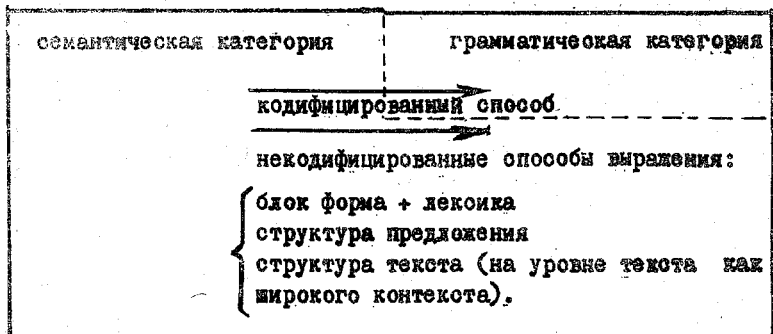 семантическая категория грамматическая категория
кодифицированный способ
некодифицированные способы выражения:
блок форма + лексика
структура предложения
структура текста (на уровне текста как
широкого контекста).